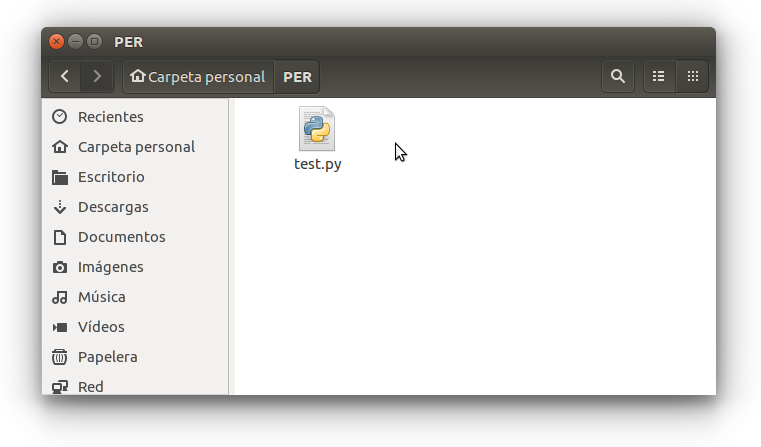 PER
Carpeta personal PER
Recientes
Carpeta personal
Escritorio
Descargas
Documentos
Imágenes
Música
Vídeos
Papelera
Red
test.py